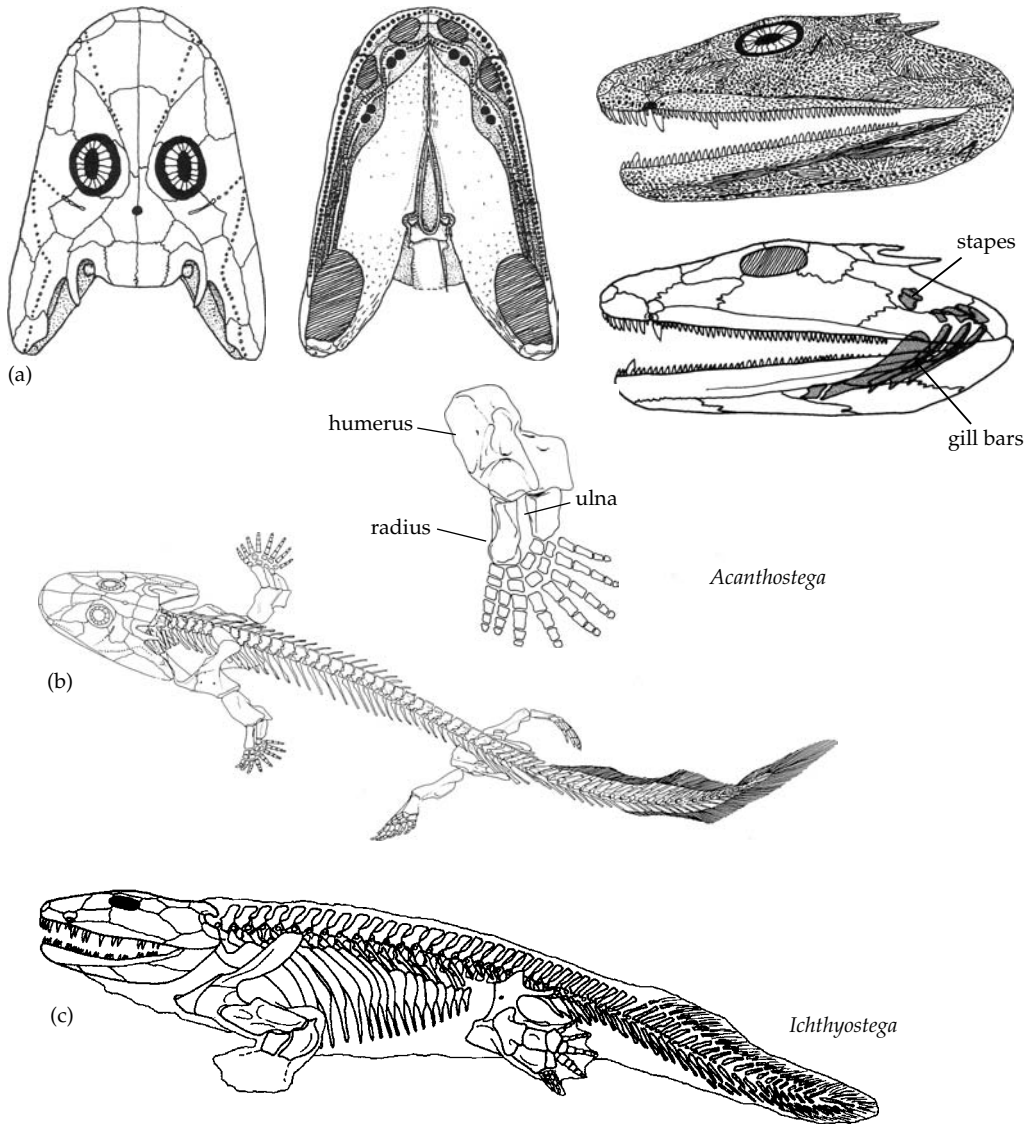 stapes
(a)
gill bars
humerus
ulna
radius
Acanthostega
(b)
(c)
Ichthyostega